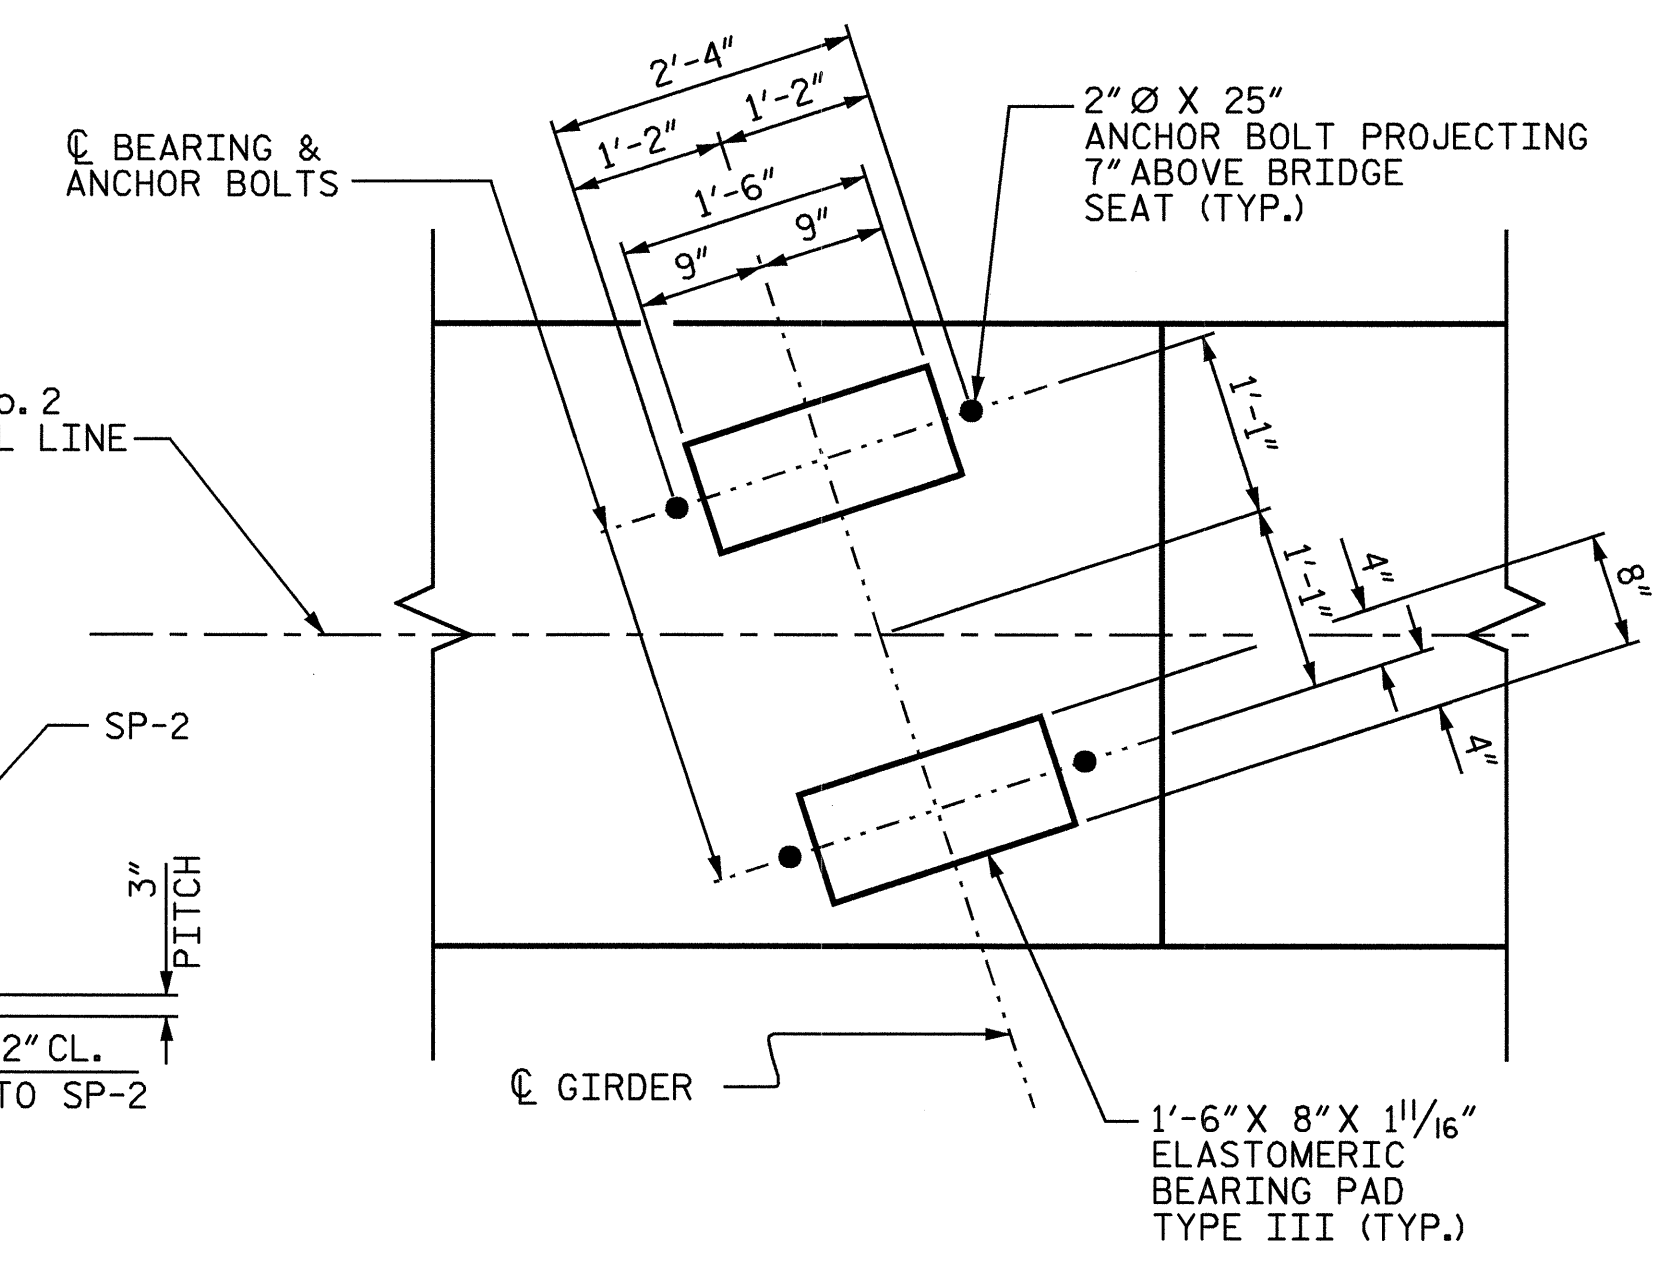 2'-4"
1'-2"
1'-2"
1'-6"
9"
9"
℄ BEARING &
ANCHOR BOLTS
2" Ø X 25"
ANCHOR BOLT PROJECTING
7" ABOVE BRIDGE
SEAT (TYP.)
2
LINE
1'-1"
1'-1"
4"
8"
4"
SP-2
3"
PITCH
2" CL.
TO SP-2
℄ GIRDER
1'-6" X 8" X 1 11/16"
ELASTOMERIC
BEARING PAD
TYPE III (TYP.)